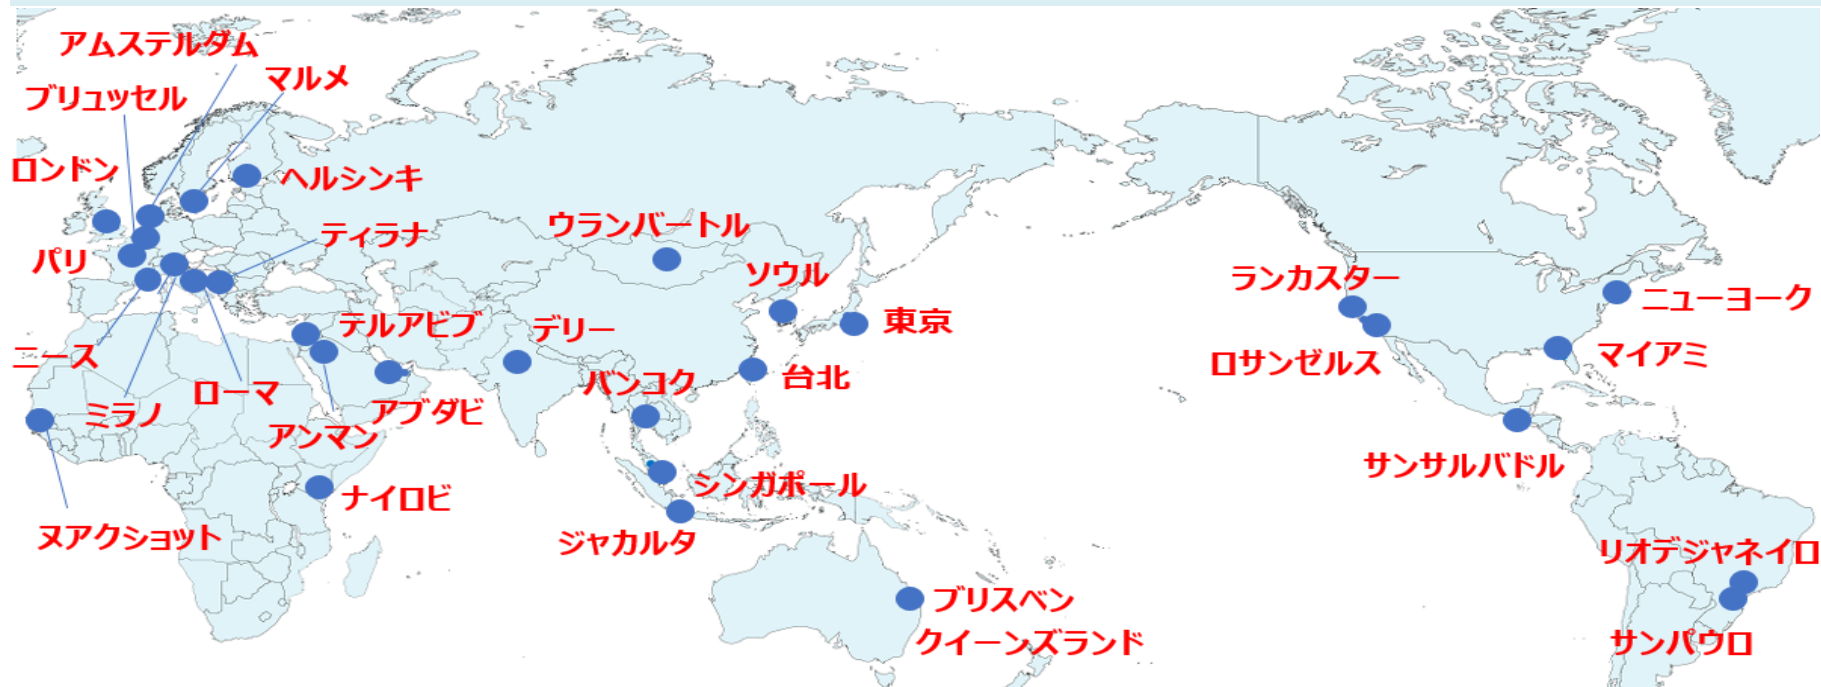 アムステルダム
マルメ
ブリュッセル
ロンドン
ヘルシンキ
ティラナ
ウランバートル
パリ
ソウル
ランカスター
ニューヨーク
東京
テルアビブ
デリー
ニース
ロサンゼルス
マイアミ
ローマ
バンコク
台北
ミラノ
アブダビ
アンマン
サンサルバドル
シンガポール
ナイロビ
ヌアクショット
ジャカルタ
リオデジャネイロ
ブリスベン
クイーンズランド
サンパウロ